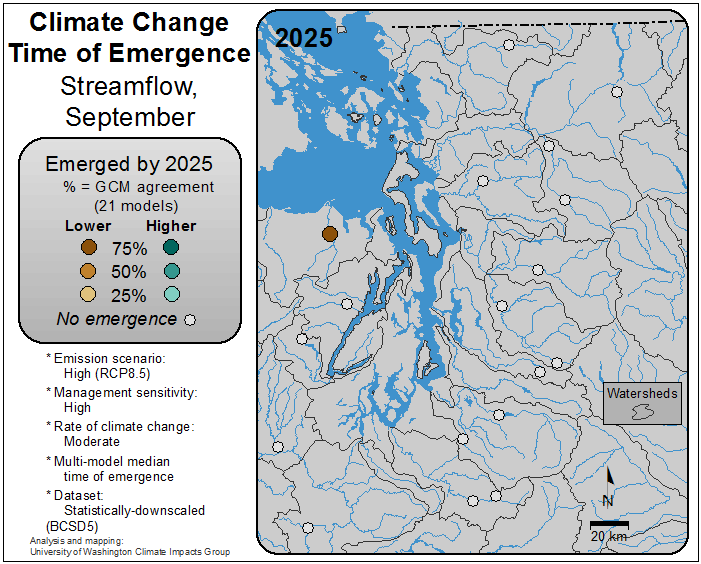 Climate Change
Time of Emergence
Streamflow,
September
Emerged by 2025
% = GCM agreement
(21 models)
Lower Higher
75%
50%
25%
No emergence
* Emission scenario:
High (RCP8.5)
* Management sensitivity:
High
* Rate of climate change:
Moderate
* Multi-model median
time of emergence
* Dataset:
Statistically-downscaled
(BCSD5)
Analysis and mapping:
University of Washington Climate Impacts Group
2025
Watersheds
N
20 km